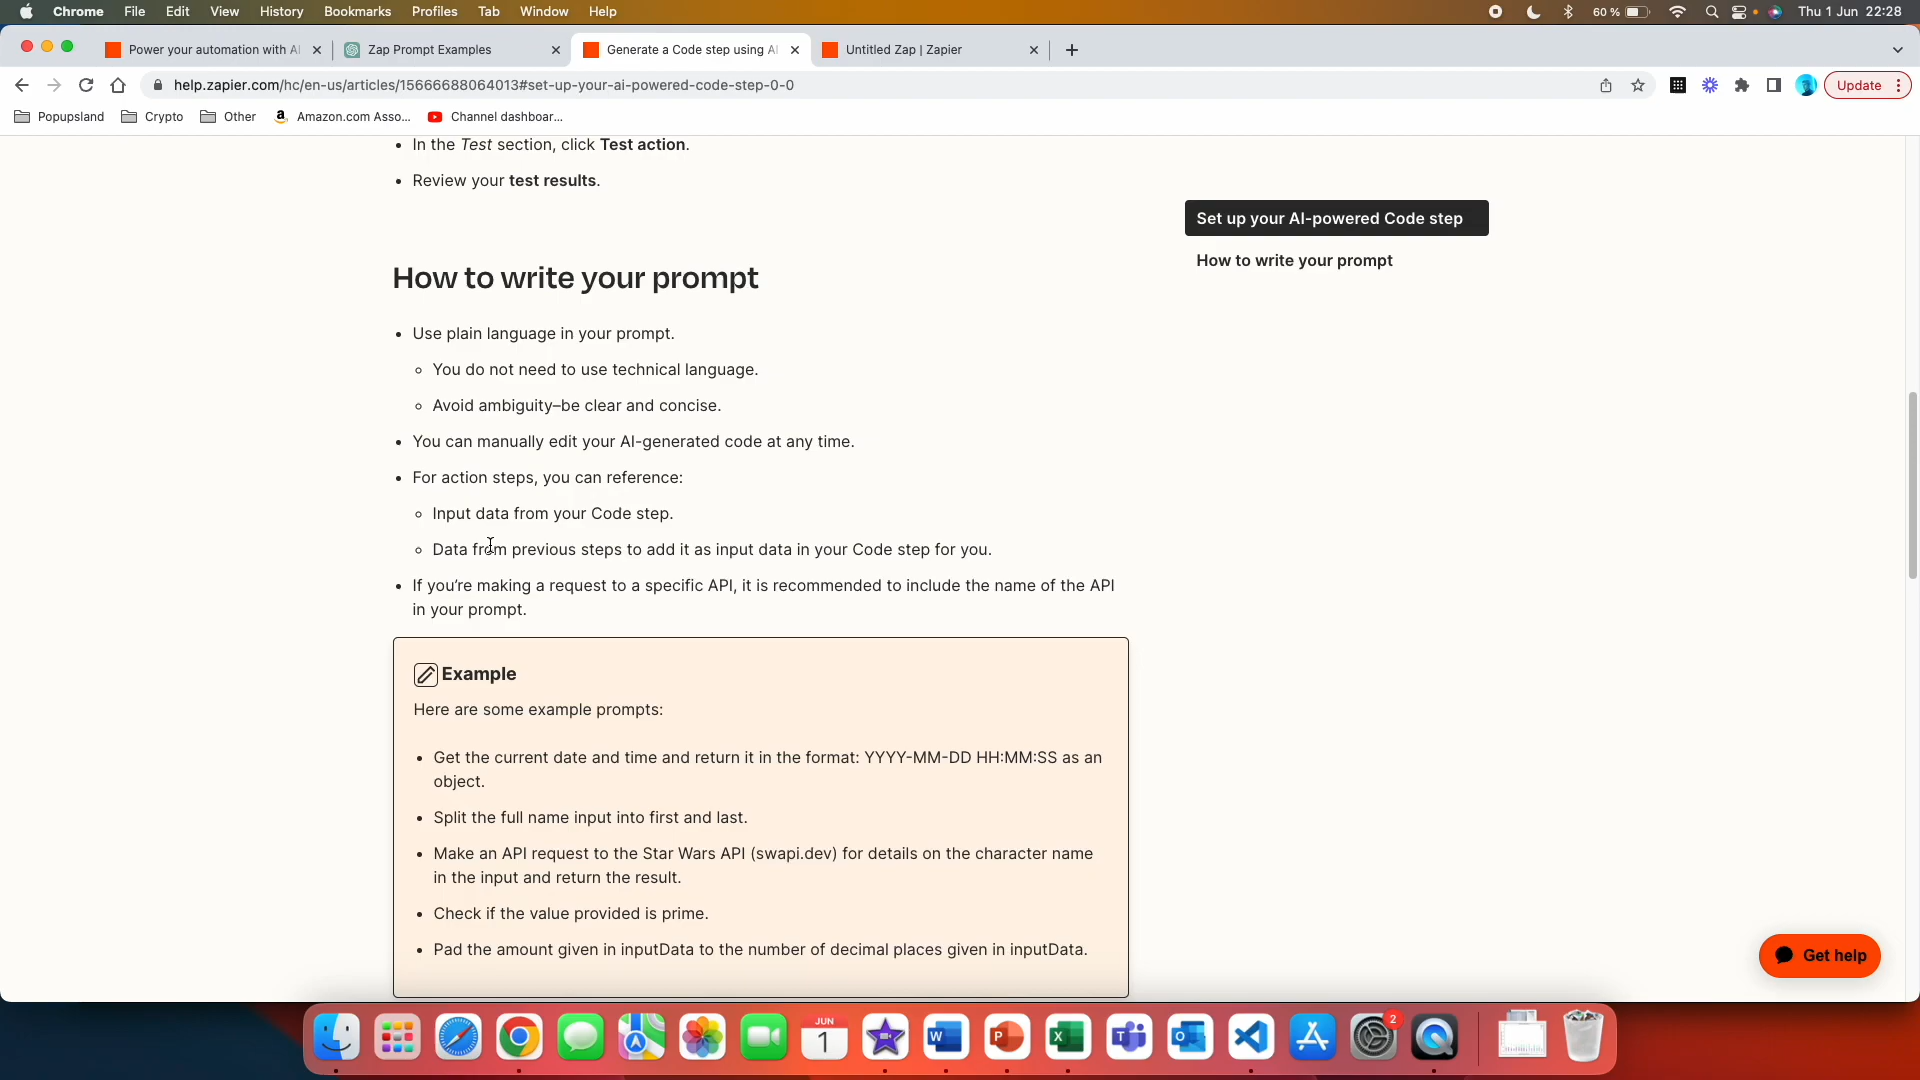 Chrome File Edit View History Bookmarks Profiles Tab Window Help 60 % Thu 1 Jun 22:28
Power your automation with AI Zap Prompt Examples Generate a Code step using AI Untitled Zap | Zapier
help.zapier.com/hc/en-us/articles/15666688064013#set-up-your-ai-powered-code-step-0-0 Update
Popupsland Crypto Other Amazon.com Asso... Channel dashboar...
• In the Test section, click Test action.
• Review your test results.
Set up your AI-powered Code step
How to write your prompt
How to write your prompt
• Use plain language in your prompt.
◦ You do not need to use technical language.
◦ Avoid ambiguity–be clear and concise.
• You can manually edit your AI-generated code at any time.
• For action steps, you can reference:
◦ Input data from your Code step.
◦ Data from previous steps to add it as input data in your Code step for you.
• If you’re making a request to a specific API, it is recommended to include the name of the API
in your prompt.
Example
Here are some example prompts:
• Get the current date and time and return it in the format: YYYY-MM-DD HH:MM:SS as an
object.
• Split the full name input into first and last.
• Make an API request to the Star Wars API (swapi.dev) for details on the character name
in the input and return the result.
• Check if the value provided is prime.
• Pad the amount given in inputData to the number of decimal places given in inputData.
Get help
JUN
1
W
P
X
2